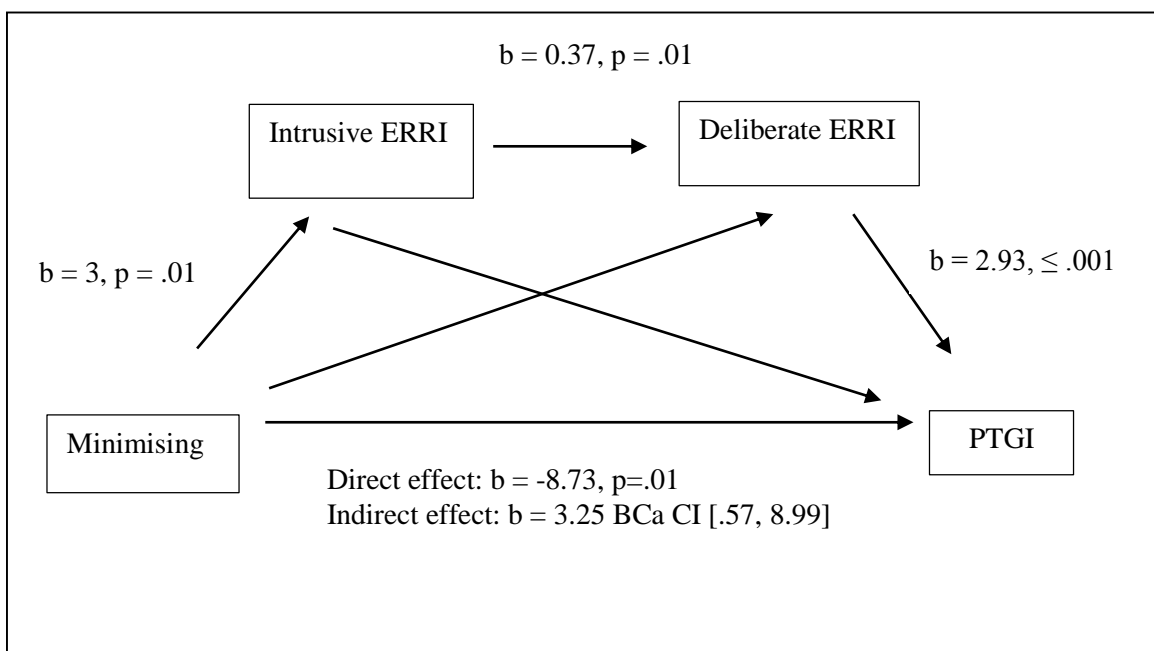 b = 0.37, p = .01
Intrusive ERRI
Deliberate ERRI
b = 3, p = .01
b = 2.93, ≤ .001
Minimising
PTGI
Direct effect: b = -8.73, p=.01
Indirect effect: b = 3.25 BCa CI [.57, 8.99]